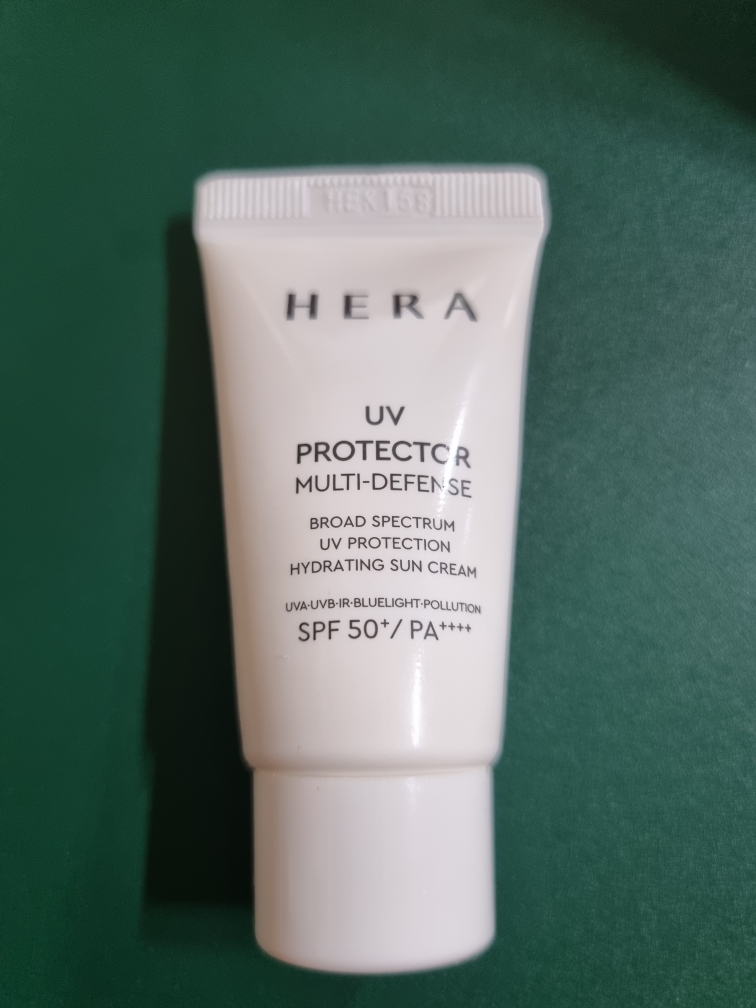 HEK158
HERA
UV
PROTECTOR
MULTI-DEFENSE
BROAD SPECTRUM
UV PROTECTION
HYDRATING SUN CREAM
UVA·UVB·IR·BLUELIGHT·POLLUTION
SPF 50+/ PA++++